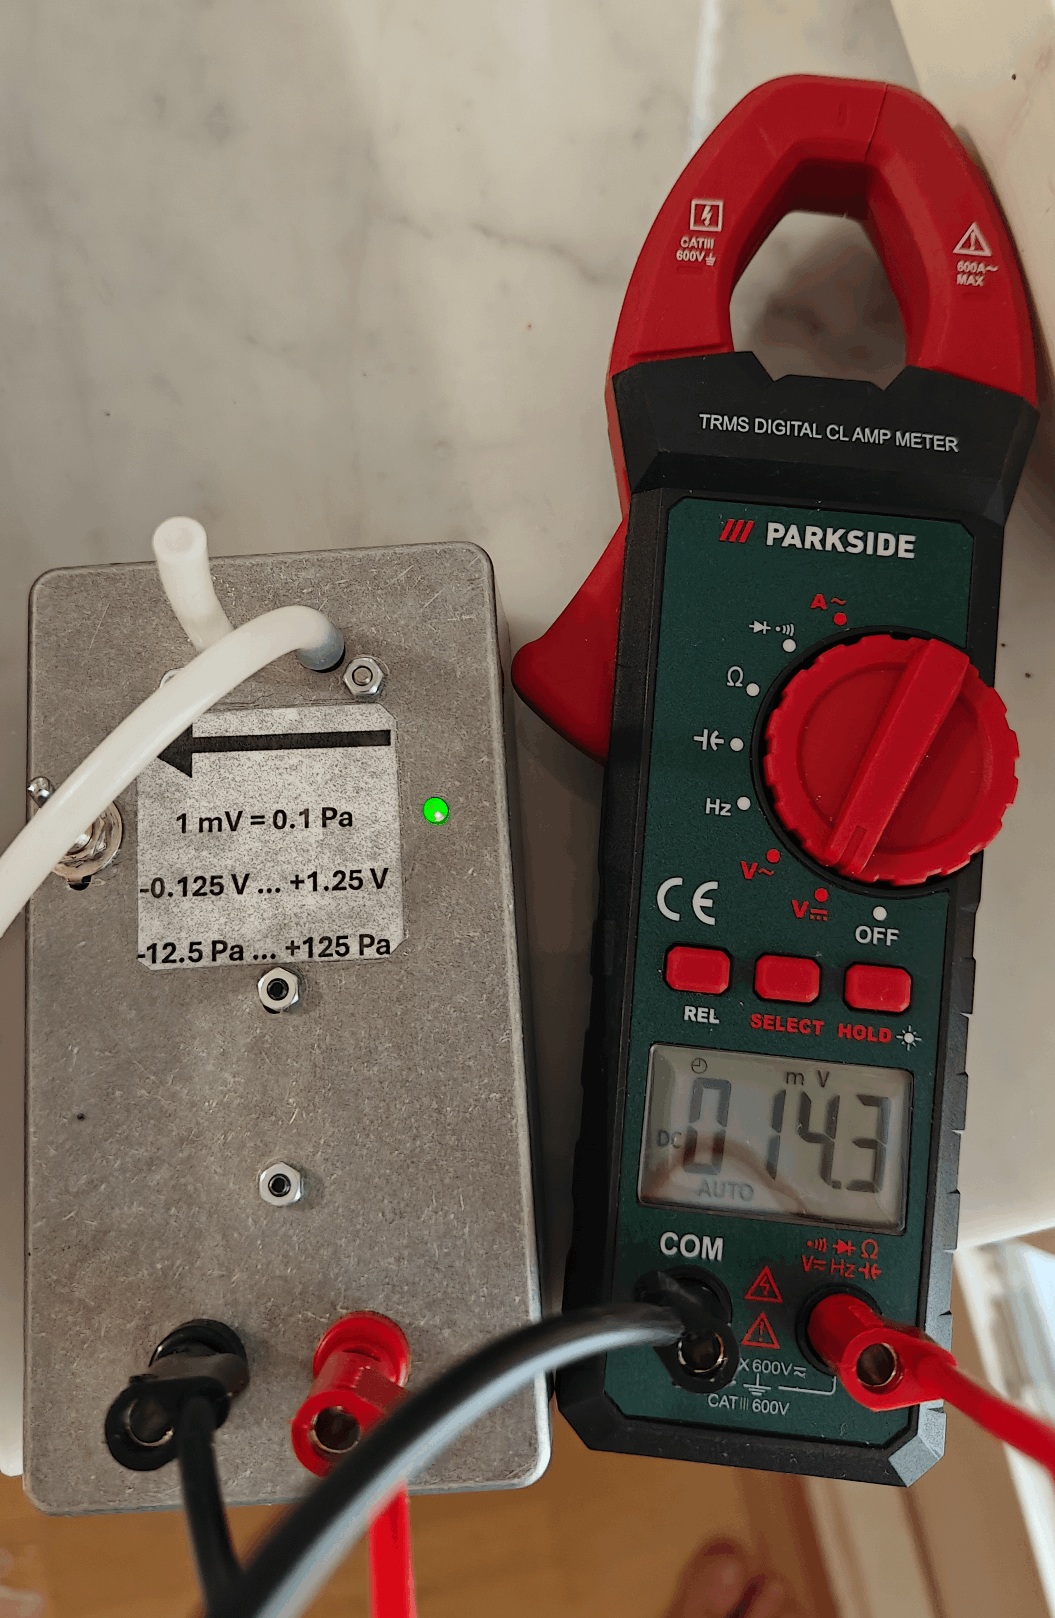 CATIII
600V
600A~
MAX
TRMS DIGITAL CLAMP METER
PARKSIDE
A~
Ω
Hz
V~
V
OFF
CE
REL
SELECT
HOLD
1 mV = 0.1 Pa
-0.125 V ... +1.25 V
-12.5 Pa ... +125 Pa
m V
DC 014.3
AUTO
COM
Ω
V Hz
X 600V
CAT III 600V